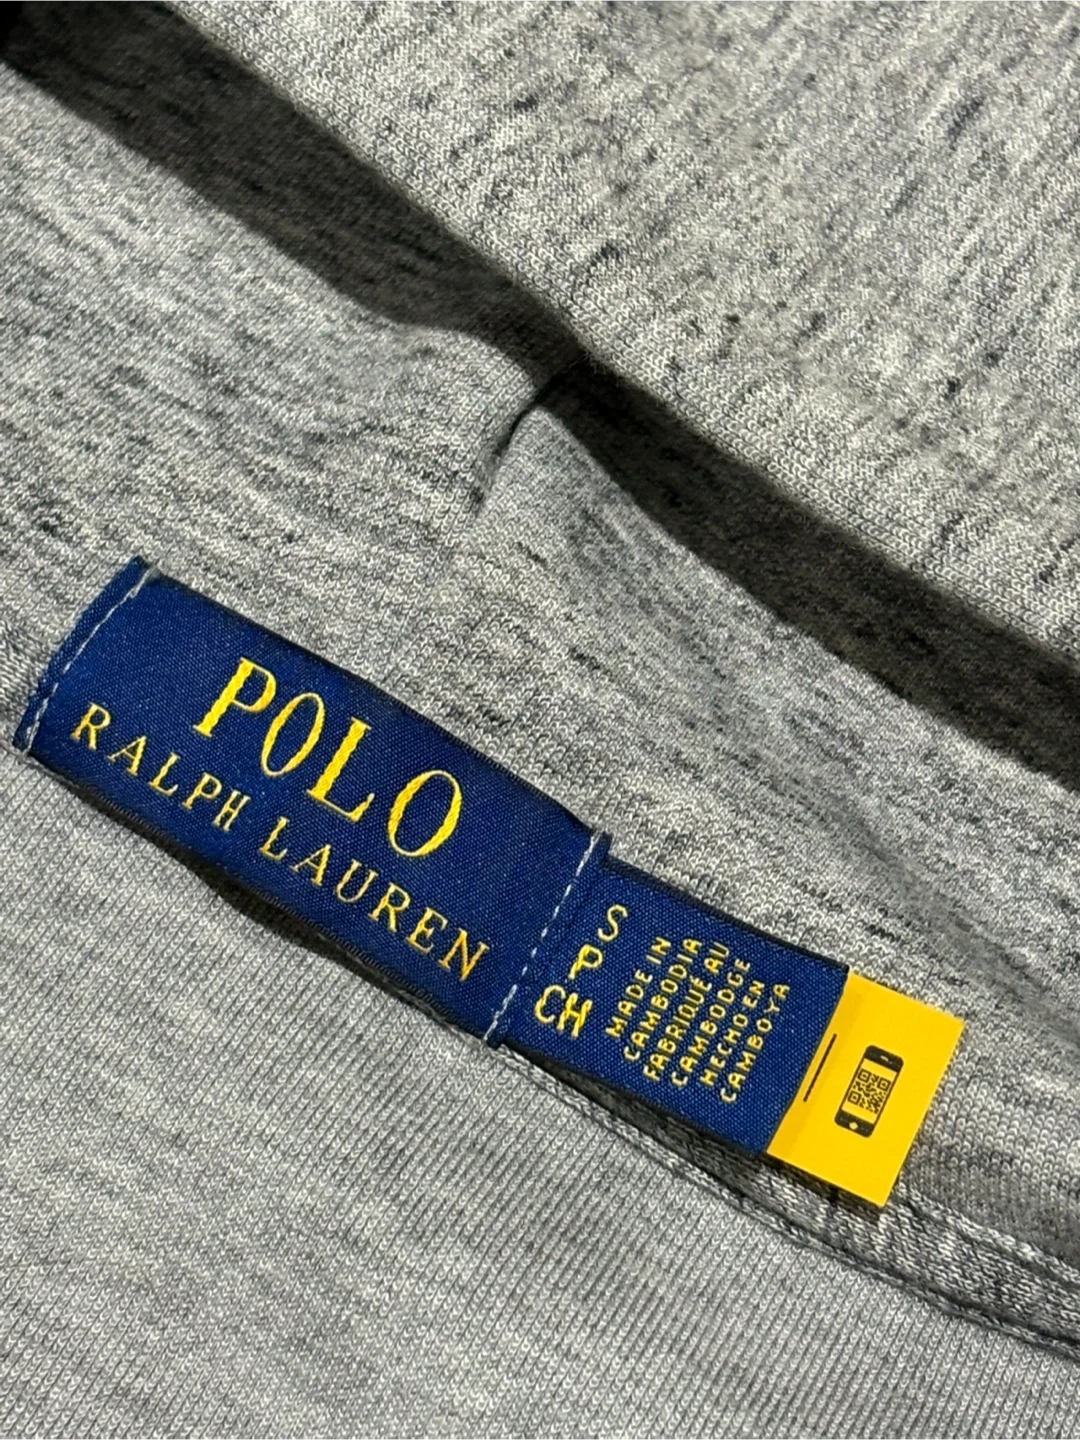 POLO
RALPH LAUREN
S
P
CH
MADE IN
CAMBODIA
FABRIQUÉ AU
CAMBODGE
HECHO EN
CAMBOYA